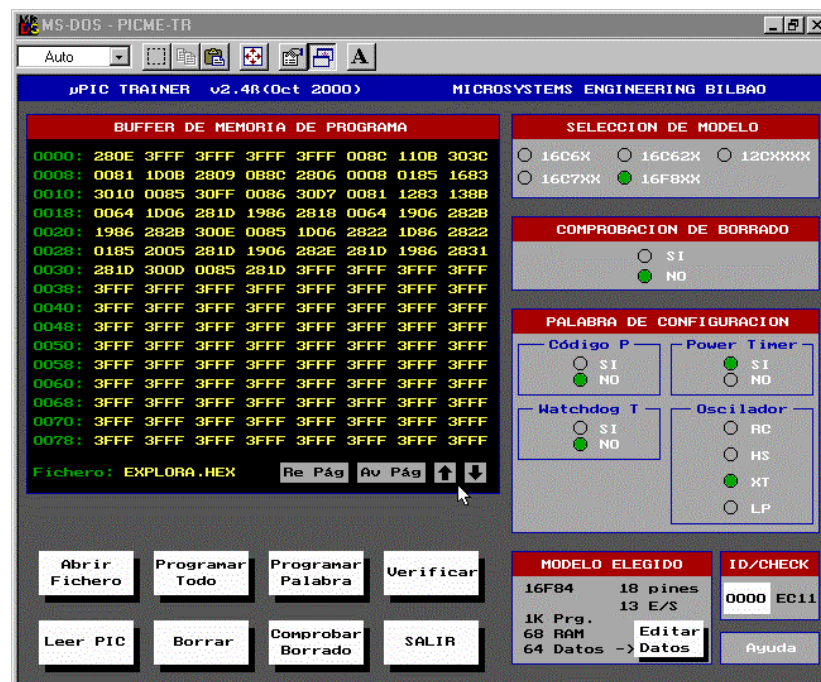 MS-DOS - PICME-TR
Auto
A
µPIC TRAINER v2.4ß(Oct 2000) MICROSYSTEMS ENGINEERING BILBAO
BUFFER DE MEMORIA DE PROGRAMA
0000: 280E 3FFF 3FFF 3FFF 3FFF 008C 110B 303C
0008: 0081 1D0B 2809 0B8C 2806 0008 0185 1683
0010: 3010 0085 30FF 0086 30D7 0081 1283 138B
0018: 0064 1D06 281D 1986 2818 0064 1906 282B
0020: 1986 282B 300E 0085 1D06 2822 1D86 2822
0028: 0185 2005 281D 1906 282E 281D 1986 2831
0030: 281D 300D 0085 281D 3FFF 3FFF 3FFF 3FFF
0038: 3FFF 3FFF 3FFF 3FFF 3FFF 3FFF 3FFF 3FFF
0040: 3FFF 3FFF 3FFF 3FFF 3FFF 3FFF 3FFF 3FFF
0048: 3FFF 3FFF 3FFF 3FFF 3FFF 3FFF 3FFF 3FFF
0050: 3FFF 3FFF 3FFF 3FFF 3FFF 3FFF 3FFF 3FFF
0058: 3FFF 3FFF 3FFF 3FFF 3FFF 3FFF 3FFF 3FFF
0060: 3FFF 3FFF 3FFF 3FFF 3FFF 3FFF 3FFF 3FFF
0068: 3FFF 3FFF 3FFF 3FFF 3FFF 3FFF 3FFF 3FFF
0070: 3FFF 3FFF 3FFF 3FFF 3FFF 3FFF 3FFF 3FFF
0078: 3FFF 3FFF 3FFF 3FFF 3FFF 3FFF 3FFF 3FFF
Fichero: EXPLORA.HEX Re Pág Av Pág
SELECCION DE MODELO
16C6X 16C62X 12CXXXX
16C7XX 16F8XX
COMPROBACION DE BORRADO
SI
NO
PALABRA DE CONFIGURACION
Código P
SI
NO
Power Timer
SI
NO
Watchdog T
SI
NO
Oscilador
RC
HS
XT
LP
Abrir
Fichero
Programar
Todo
Programar
Palabra
Verificar
Leer PIC
Borrar
Comprobar
Borrado
SALIR
MODELO ELEGIDO
16F84 18 pines
13 E/S
1K Prg.
68 RAM
64 Datos ->
Editar
Datos
ID/CHECK
0000 EC11
Ayuda